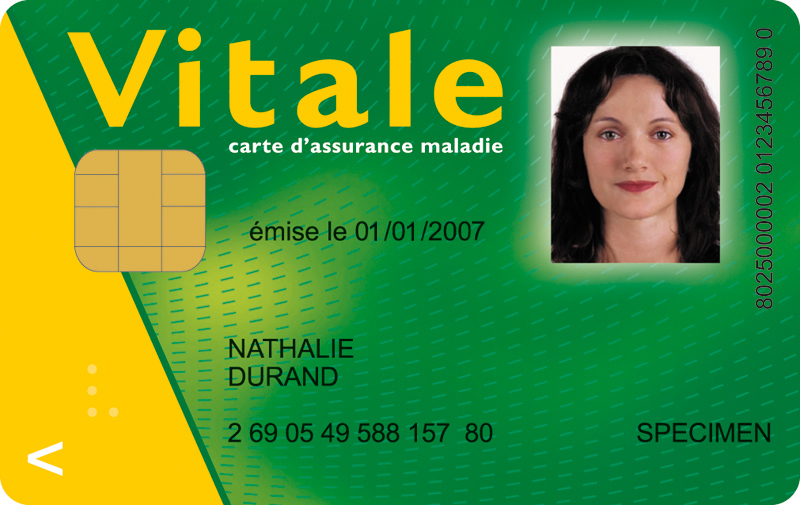 Vitale
carte d'assurance maladie
émise le 01/01/2007
NATHALIE
DURAND
2 69 05 49 588 157 80
SPECIMEN
8025000002 0123456789 0